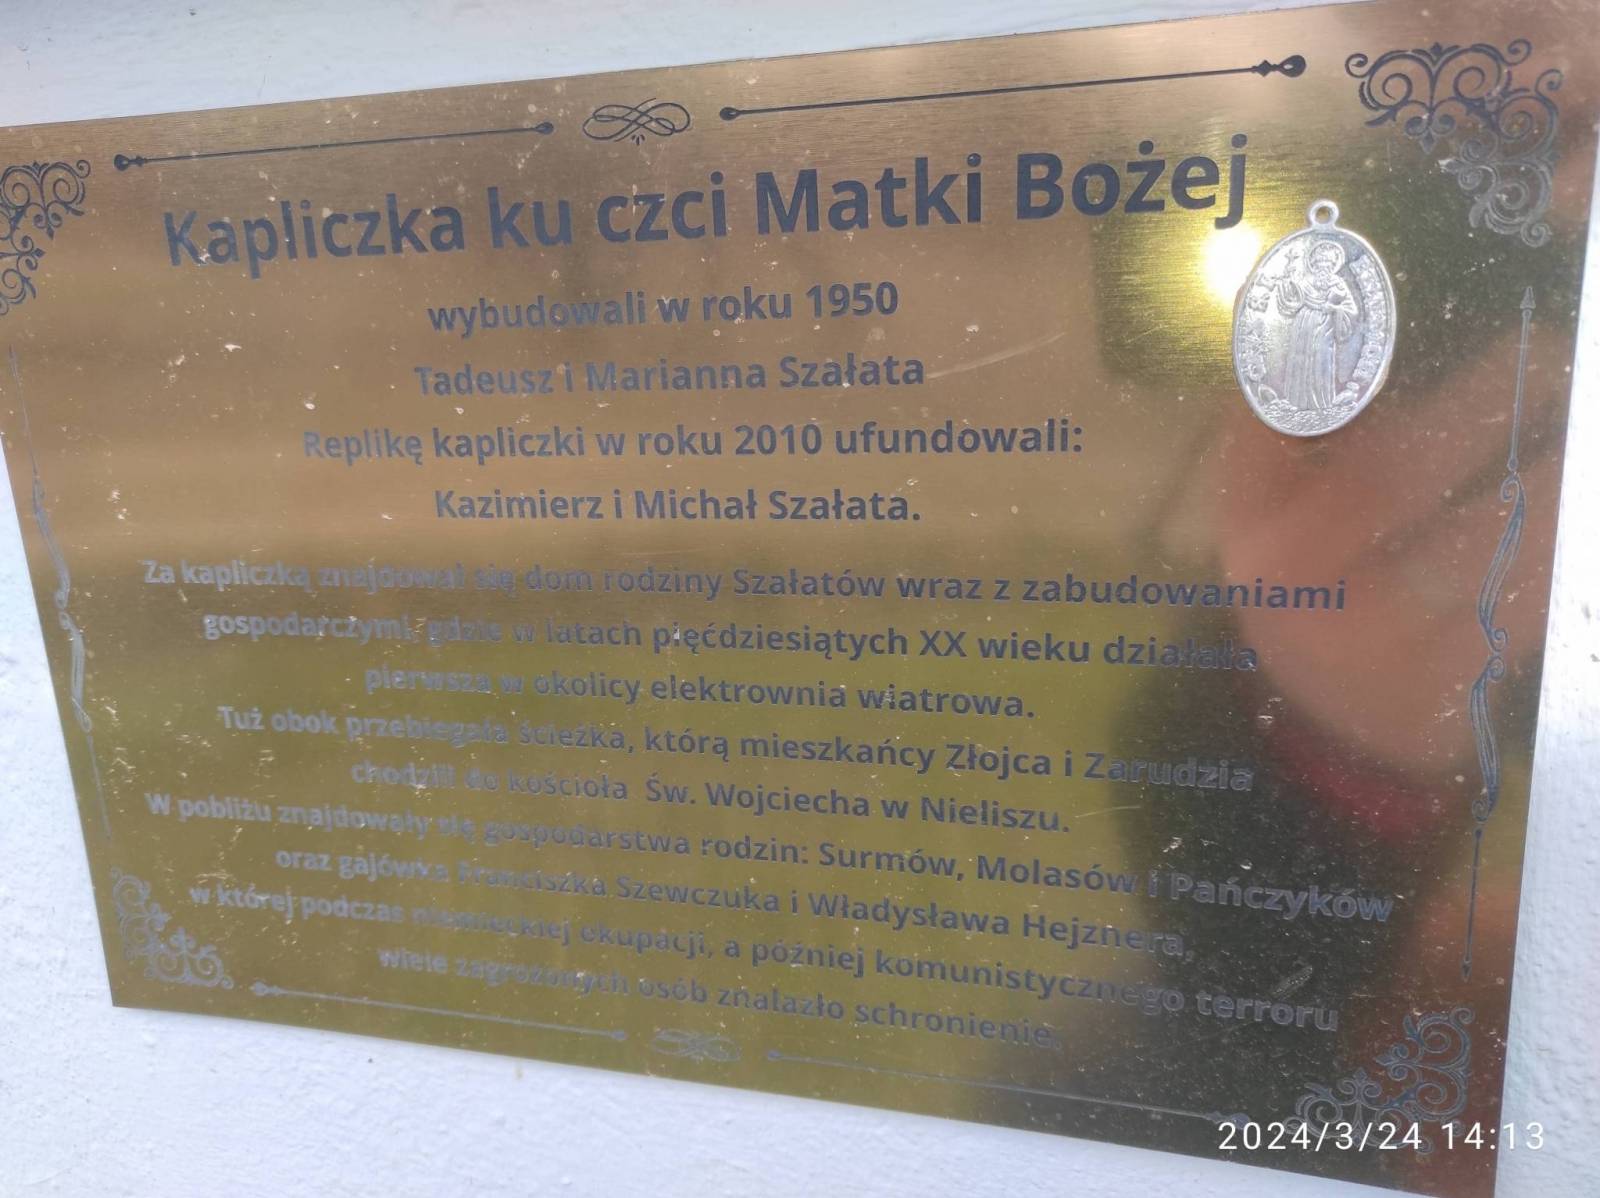 Kapliczka ku czci Matki Bożej
wybudowali w roku 1950
Tadeusz i Marianna Szałata
Replikę kapliczki w roku 2010 ufundowali:
Kazimierz i Michał Szałata.
Za kapliczką znajdował się dom rodziny Szałatów wraz z zabudowaniami
gospodarczymi, gdzie w latach pięćdziesiątych XX wieku działała
pierwsza w okolicy elektrownia wiatrowa.
Tuż obok przebiegała ścieżka, którą mieszkańcy Złojca i Zarudzia
chodzili do kościoła Św. Wojciecha w Nieliszu.
W pobliżu znajdowały się gospodarstwa rodzin: Surmów, Molasów i Pańczyków
oraz gajówka Franciszka Szewczuka i Władysława Hejznera,
w której podczas niemieckiej okupacji, a później komunistycznego terroru
wiele zagrożonych osób znalazło schronienie.
2024/3/24 14:13